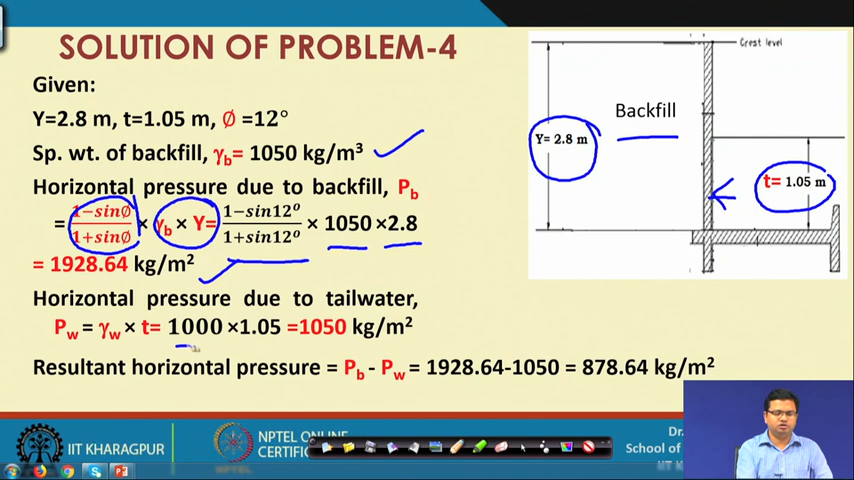 SOLUTION OF PROBLEM-4
Given:
Y=2.8 m, t=1.05 m, Ø =12°
Sp. wt. of backfill, γb= 1050 kg/m³
Horizontal pressure due to backfill, Pb
= 1−sinØ/1+sinØ × γb × Y= 1−sin12°/1+sin12° × 1050 ×2.8
= 1928.64 kg/m²
Horizontal pressure due to tailwater,
Pw = γw × t= 1000 ×1.05 =1050 kg/m²
Resultant horizontal pressure = Pb - Pw = 1928.64-1050 = 878.64 kg/m²
Crest level
Backfill
Y= 2.8 m
t= 1.05 m
IIT KHARAGPUR
NPTEL ONLINE
CERTIFIC
Dr.
School of
IIT K